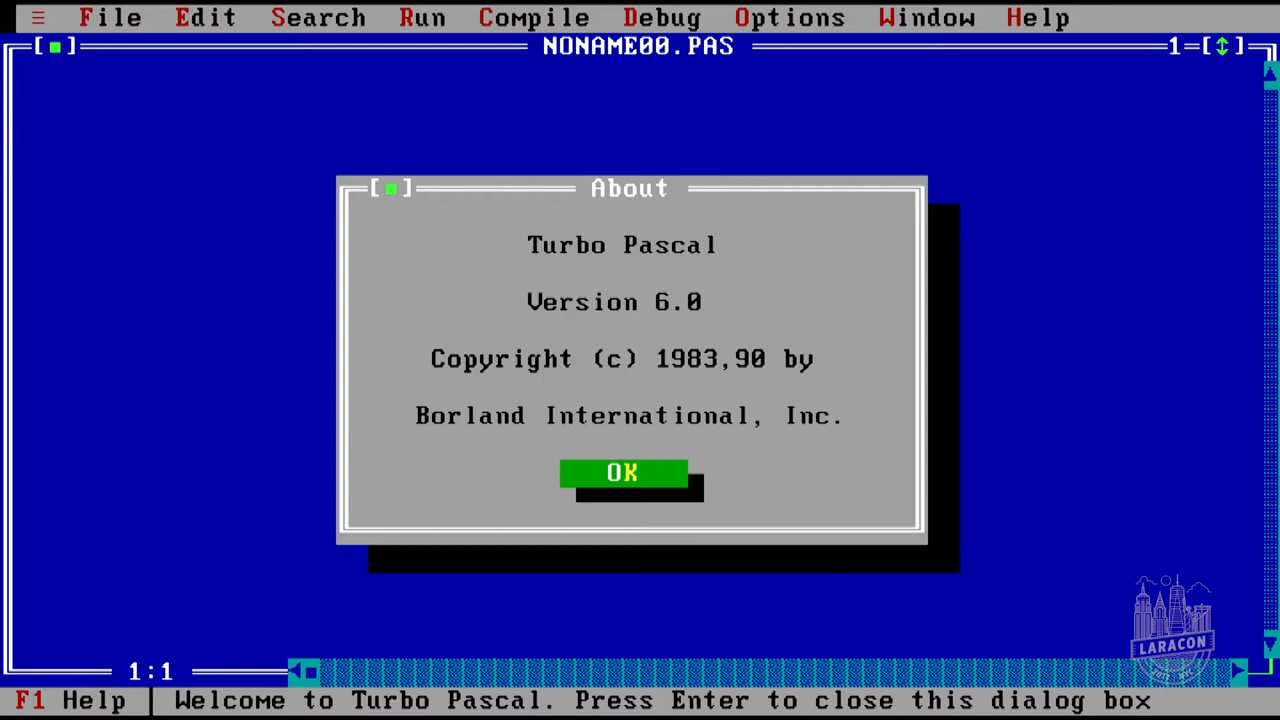 ≡ File Edit Search Run Compile Debug Options Window Help
[■] NONAME00.PAS 1=[↕]
[■] About
Turbo Pascal
Version 6.0
Copyright (c) 1983,90 by
Borland International, Inc.
OK
LARACON
2017 NYC
1:1
F1 Help │ Welcome to Turbo Pascal. Press Enter to close this dialog box